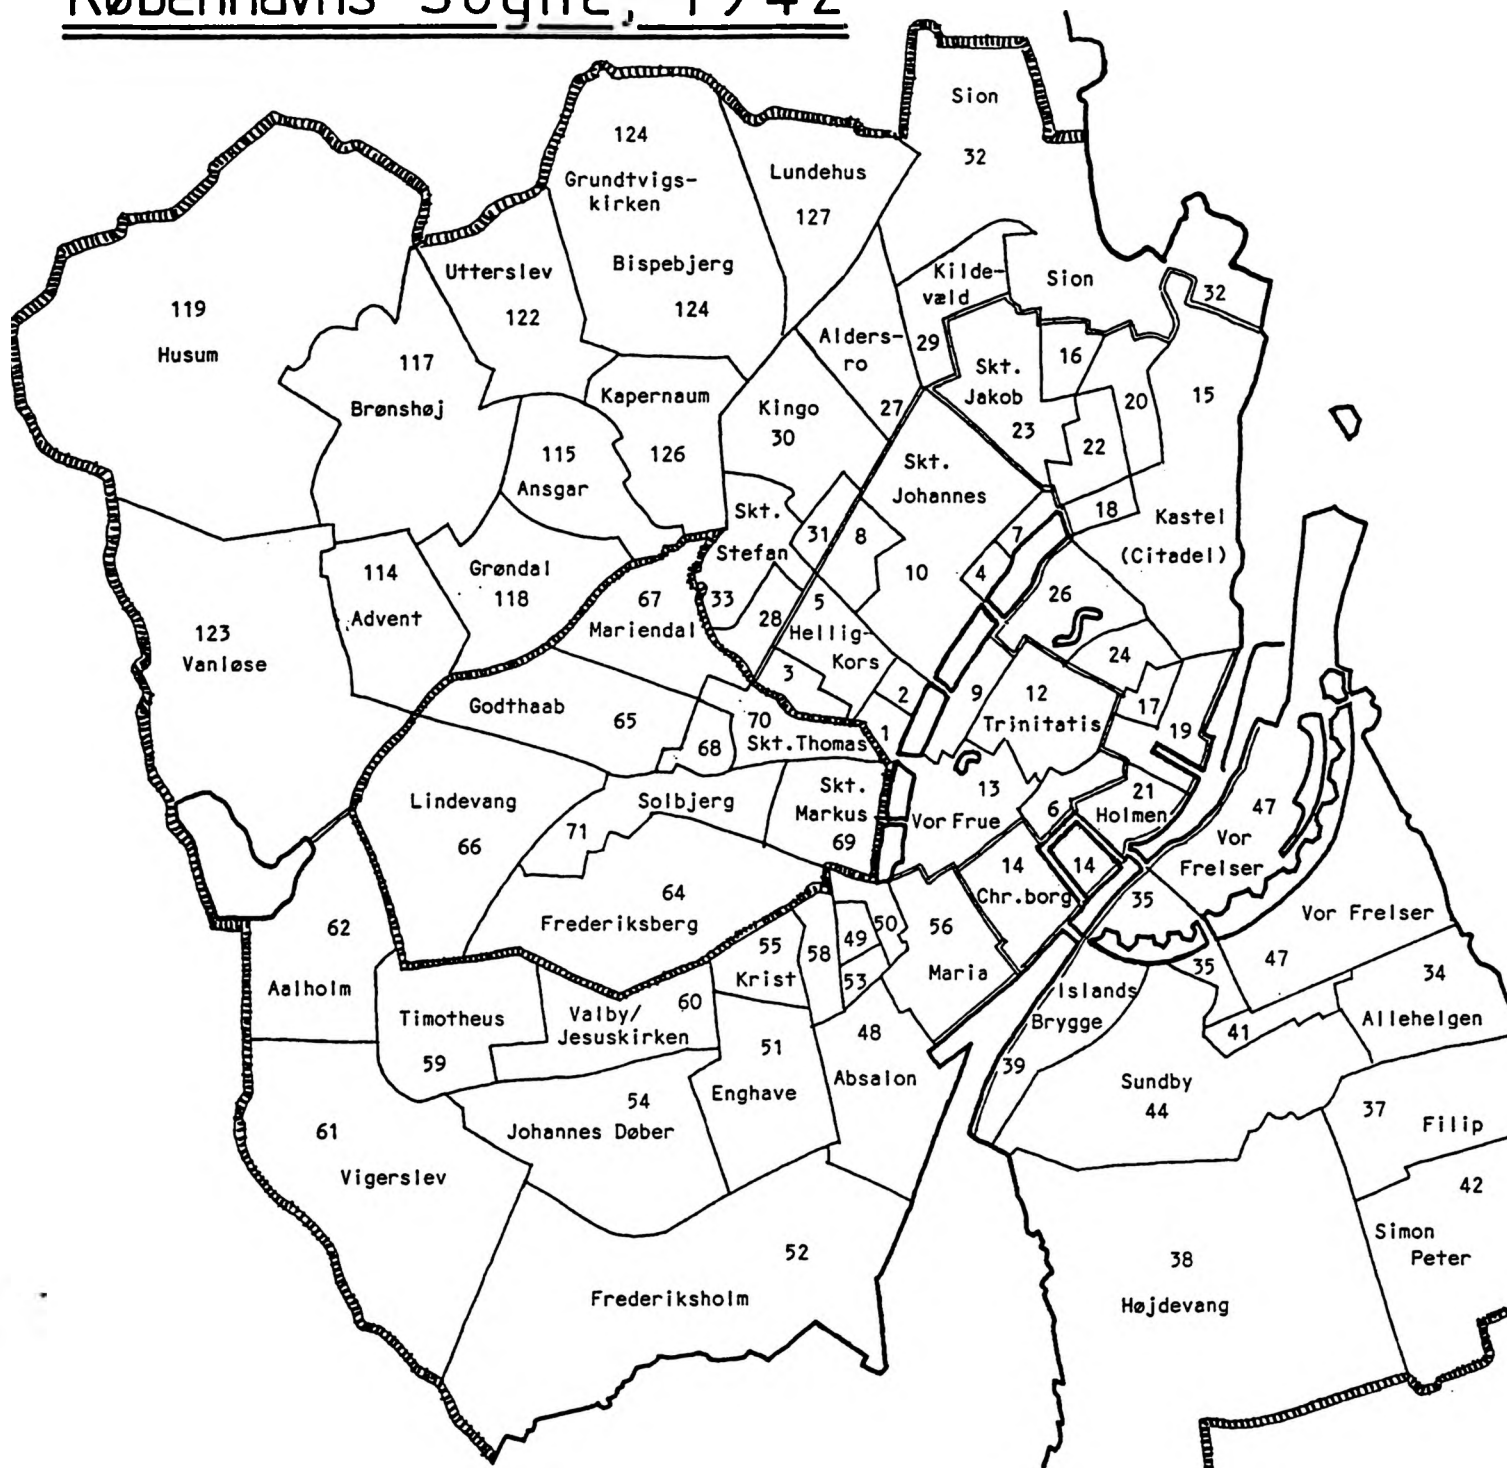 Københavns Sogne, 1942
Sion
32
124
Grundtvigs-
kirken
Bispebjerg
124
Lundehus
127
Utterslev
122
119
Husum
117
Brønshøj
Kilde-
væld
29
Sion
32
Alders-
ro
27
Skt.
Jakob
23
16
20
15
22
18
Kapernaum
126
Kingo
30
115
Ansgar
Skt.
Johannes
10
Skt.
Stefan
33
31
8
7
4
Kastel
(Citadel)
26
114
Advent
Grøndal
118
67
Mariendal
28
5
Hellig-
Kors
3
2
1
9
12
Trinitatis
24
17
19
123
Vanløse
Godthaab
65
68
70
Skt.Thomas
13
Vor Frue
6
21
Holmen
47
Vor
Frelser
Lindevang
66
71
Solbjerg
Skt.
Markus
69
14
Chr.borg
14
35
Vor Frelser
47
35
62
Aalholm
64
Frederiksberg
55
Krist
58
49
50
53
56
Maria
34
Allehelgen
41
Islands
Brygge
39
Timotheus
59
Valby/
Jesuskirken
60
51
Enghave
48
Absalon
Sundby
44
37
Filip
54
Johannes Døber
61
Vigerslev
42
Simon
Peter
52
Frederiksholm
38
Højdevang